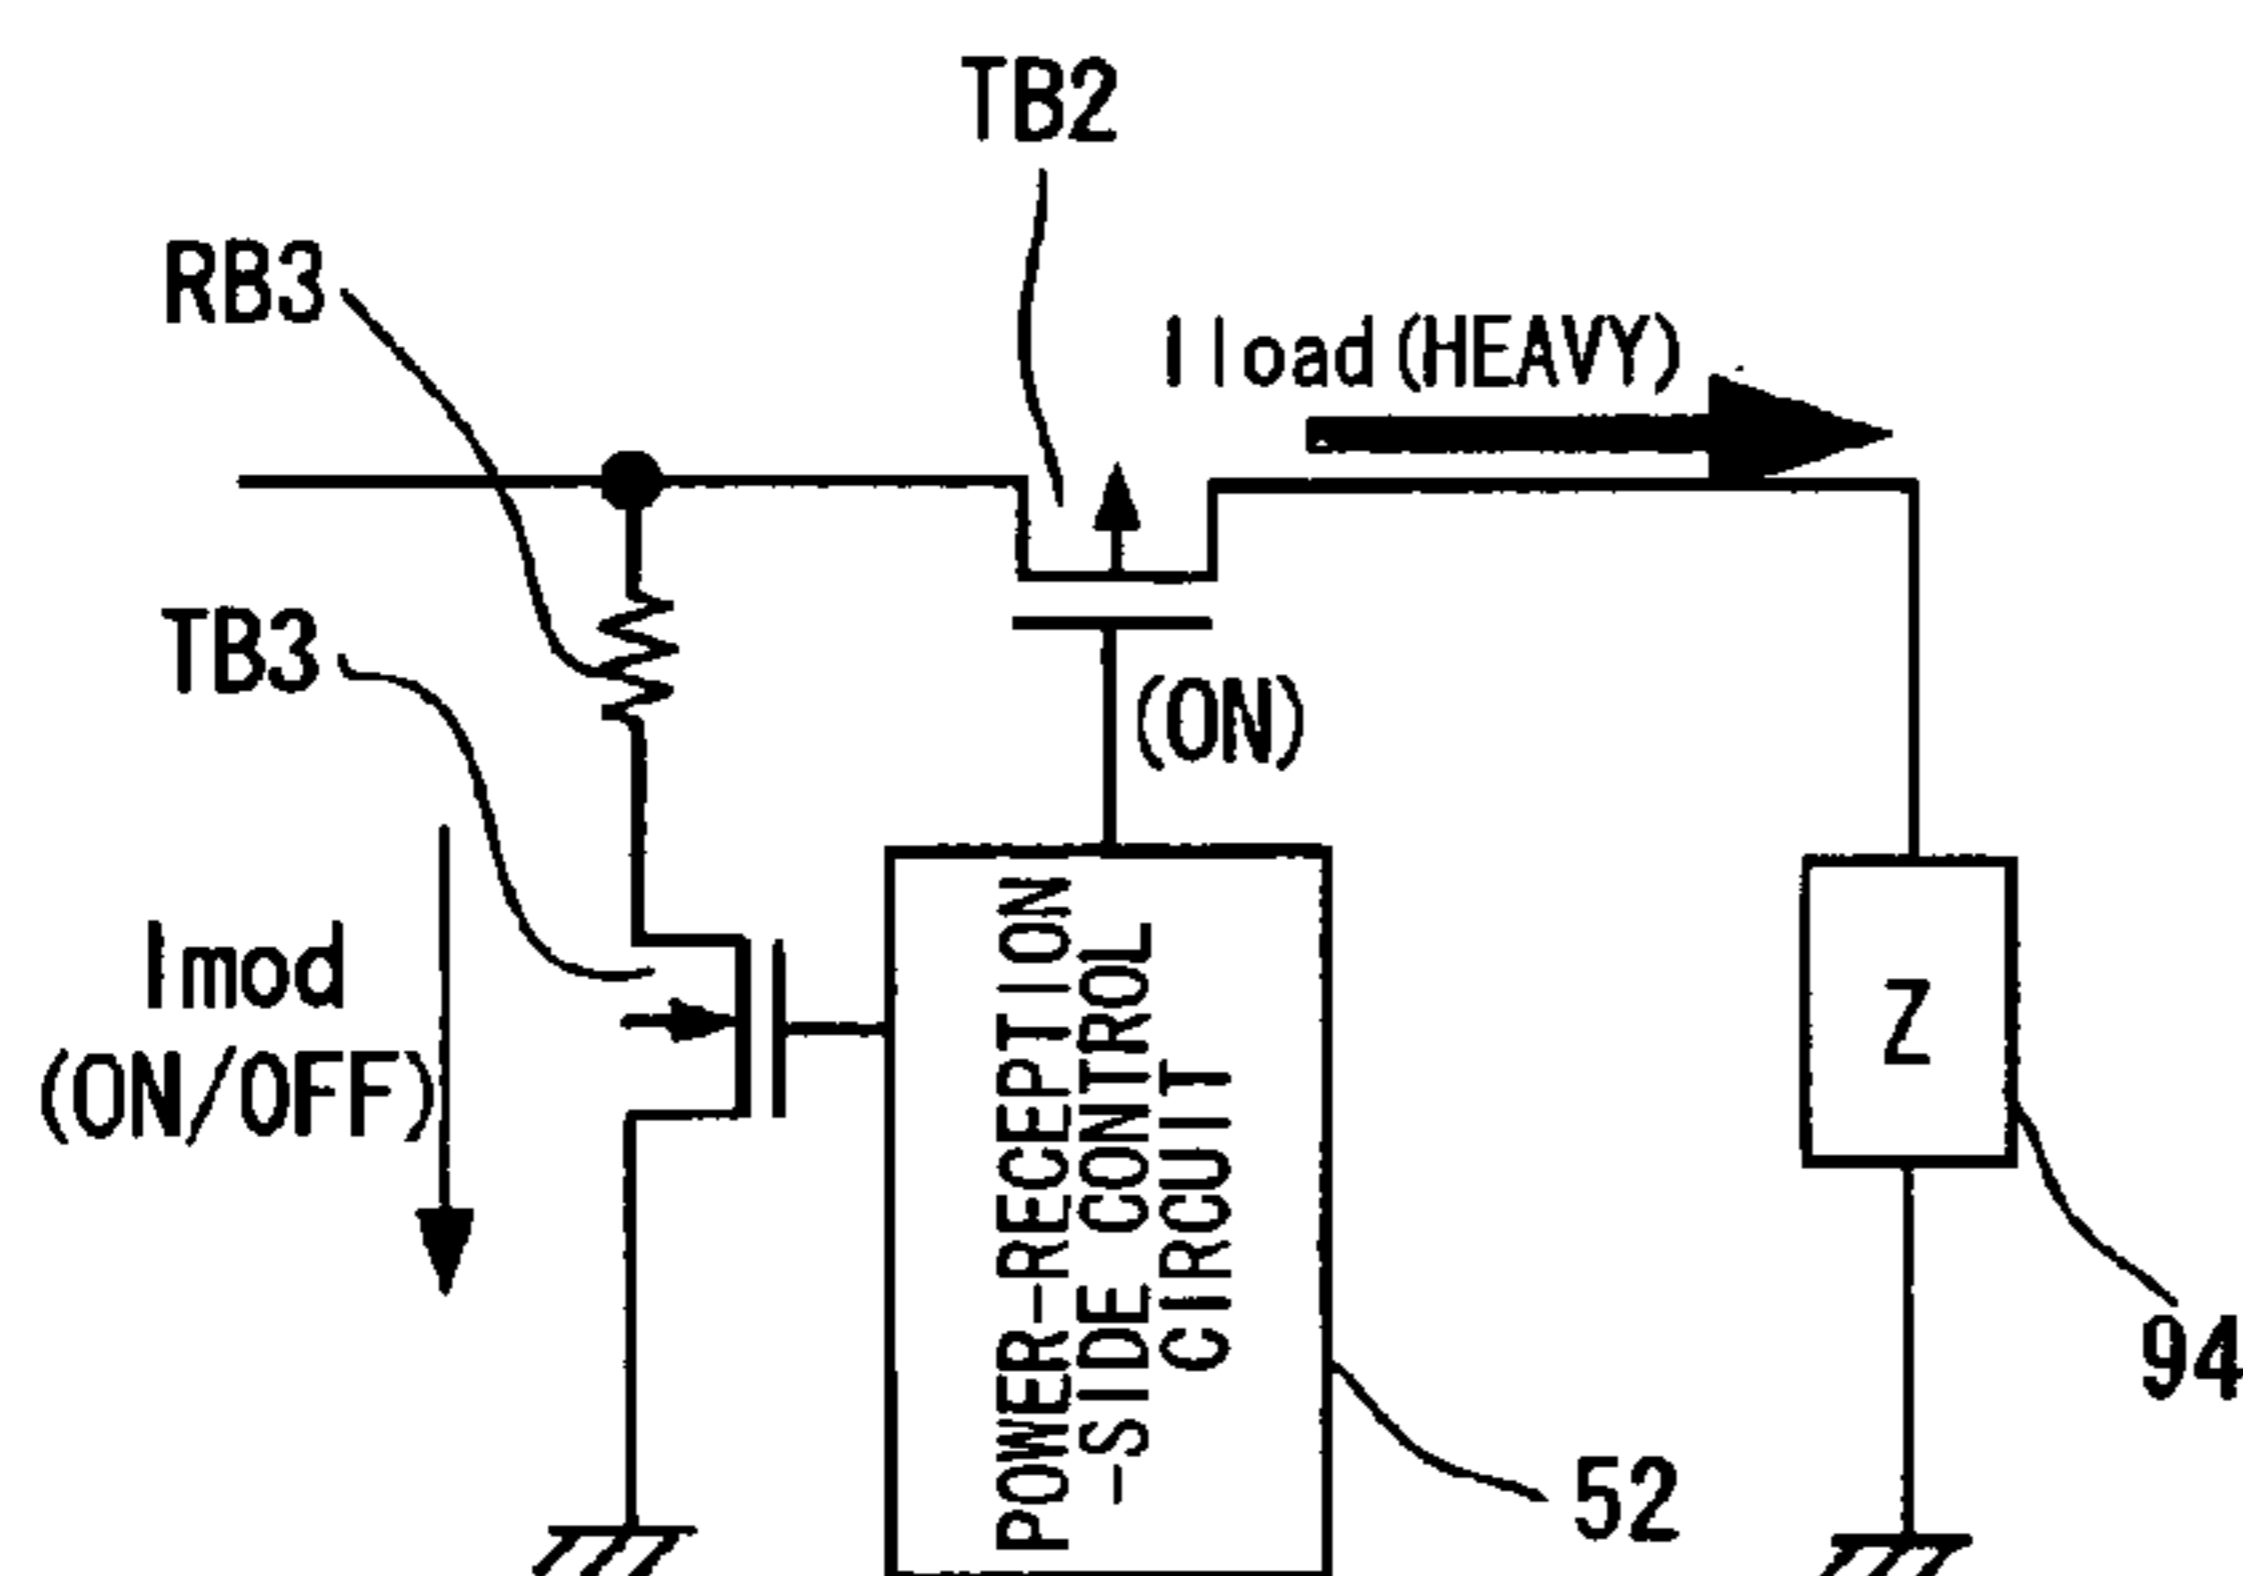 TB2
RB3
Iload (HEAVY)
TB3
(ON)
Imod
(ON/OFF)
POWER-RECEPTION
-SIDE CONTROL
CIRCUIT
Z
94
52